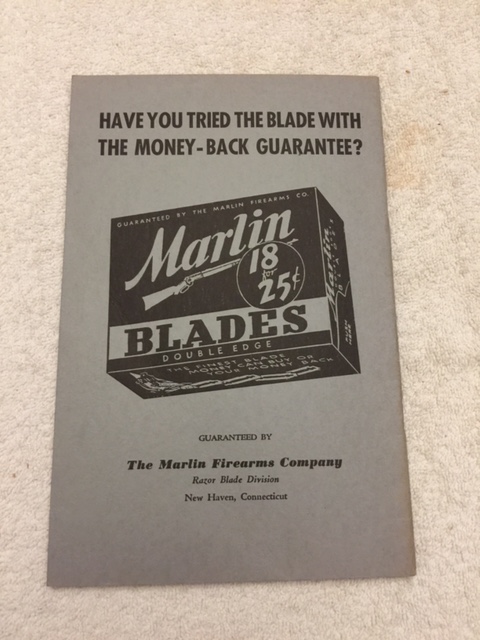 HAVE YOU TRIED THE BLADE WITH
THE MONEY-BACK GUARANTEE?
GUARANTEED BY THE MARLIN FIREARMS CO.
Marlin
18
for
25¢
BLADES
DOUBLE EDGE
THE FINEST BLADE
MONEY CAN BUY OR
YOUR MONEY BACK
Marlin
BLADES
GUARANTEED BY
The Marlin Firearms Company
Razor Blade Division
New Haven, Connecticut